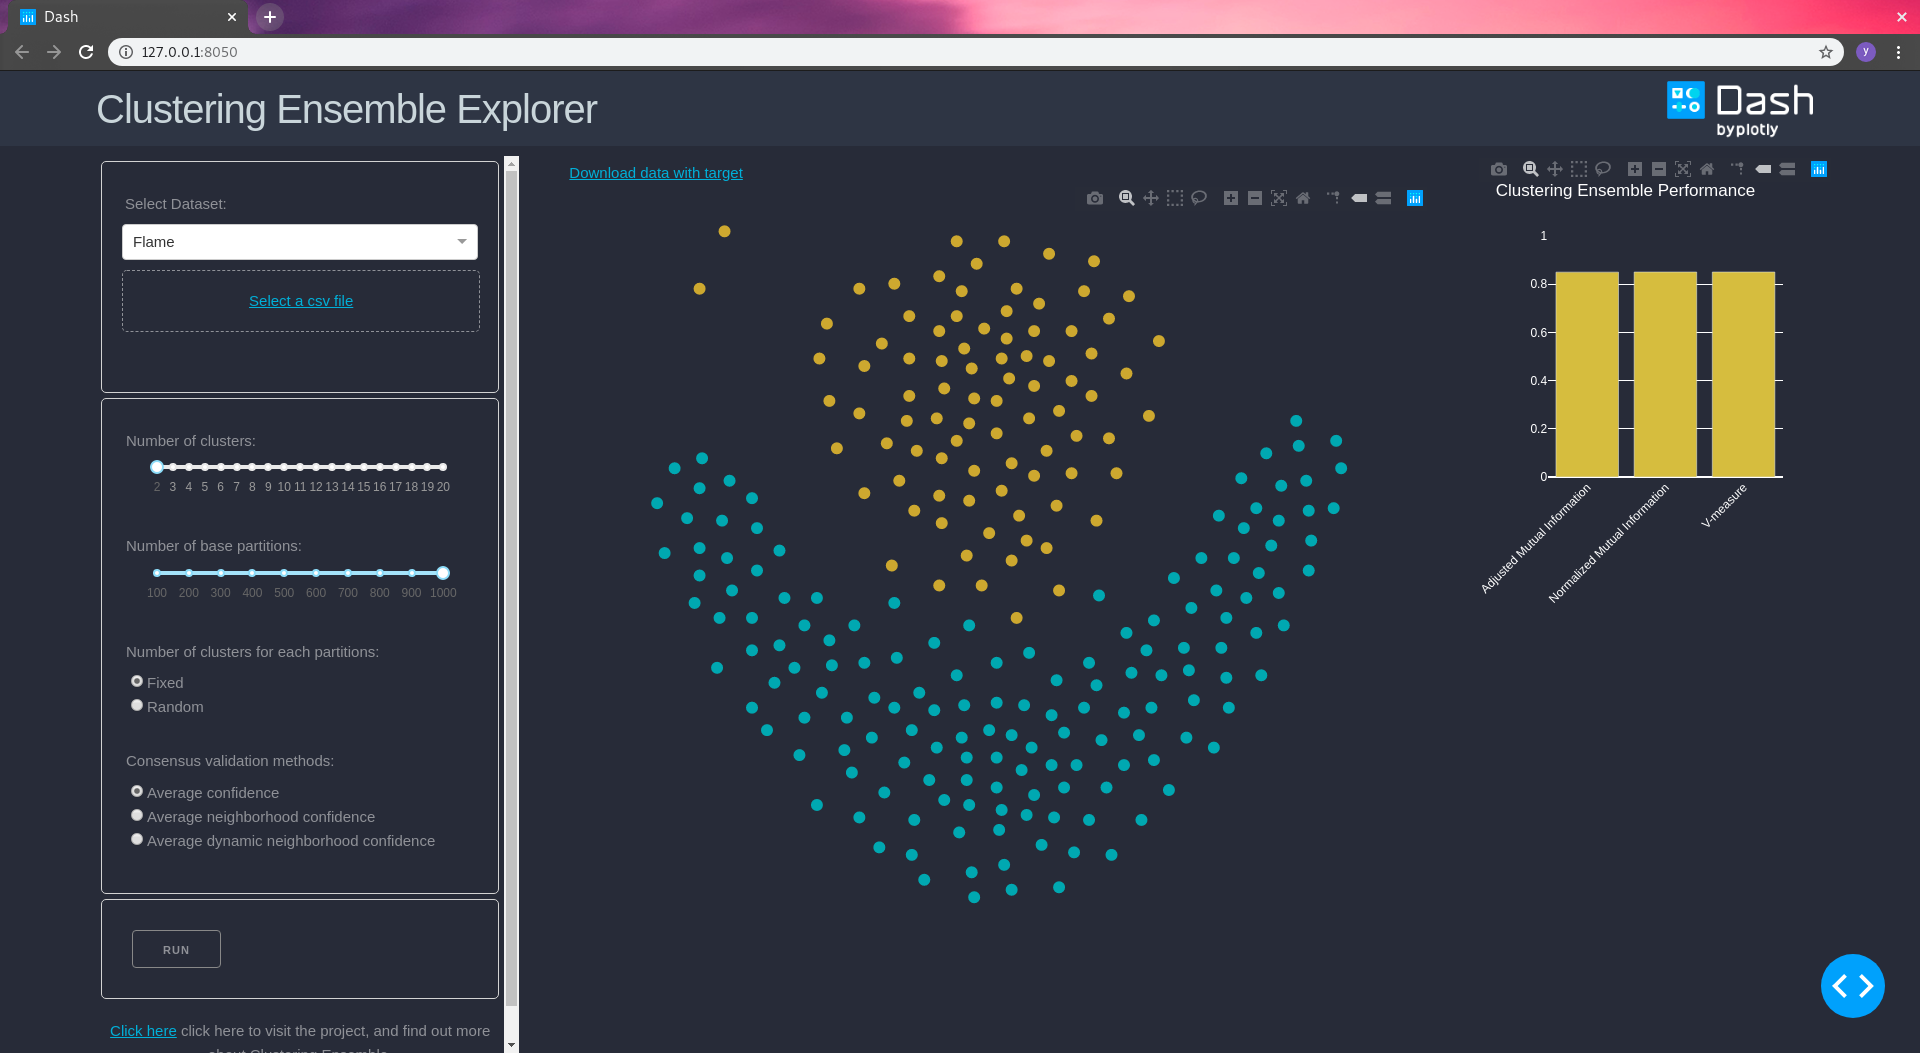 Dash
127.0.0.1:8050
y
Clustering Ensemble Explorer
Dash
by plotly
Select Dataset:
Flame
Select a csv file
Number of clusters:
2 3 4 5 6 7 8 9 10 11 12 13 14 15 16 17 18 19 20
Number of base partitions:
100 200 300 400 500 600 700 800 900 1000
Number of clusters for each partitions:
Fixed
Random
Consensus validation methods:
Average confidence
Average neighborhood confidence
Average dynamic neighborhood confidence
RUN
Click here click here to visit the project, and find out more
about Clustering Ensemble
Download data with target
Clustering Ensemble Performance
1
0.8
0.6
0.4
0.2
0
Adjusted Mutual Information
Normalized Mutual Information
V-measure